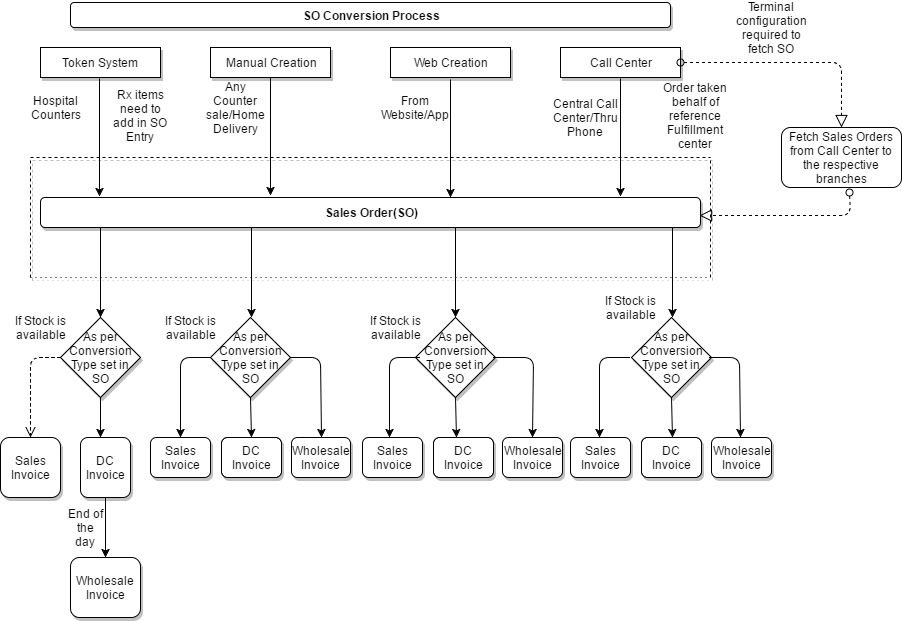 SO Conversion Process
Terminal
configuration
required to
fetch SO
Token System
Manual Creation
Web Creation
Call Center
Hospital
Counters
Rx items
need to
add in SO
Entry
Any
Counter
sale/Home
Delivery
From
Website/App
Central Call
Center/Thru
Phone
Order taken
behalf of
reference
Fulfillment
center
Fetch Sales Orders
from Call Center to
the respective
branches
Sales Order(SO)
If Stock is
available
As per
Conversion
Type set in
SO
If Stock is
available
As per
Conversion
Type set in
SO
If Stock is
available
As per
Conversion
Type set in
SO
If Stock is
available
As per
Conversion
Type set in
SO
Sales
Invoice
DC
Invoice
Sales
Invoice
DC
Invoice
Wholesale
Invoice
Sales
Invoice
DC
Invoice
Wholesale
Invoice
Sales
Invoice
DC
Invoice
Wholesale
Invoice
End of
the
day
Wholesale
Invoice